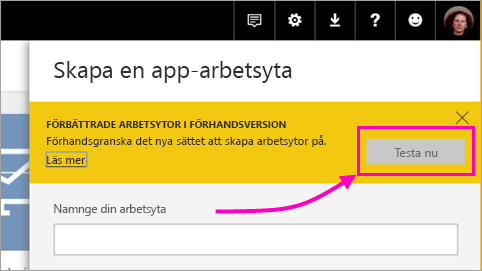 Skapa en app-arbetsyta
FÖRBÄTTRADE ARBETSYTOR I FÖRHANDSVERSION
Förhandsgranska det nya sättet att skapa arbetsytor på.
Läs mer
Testa nu
Namnge din arbetsyta